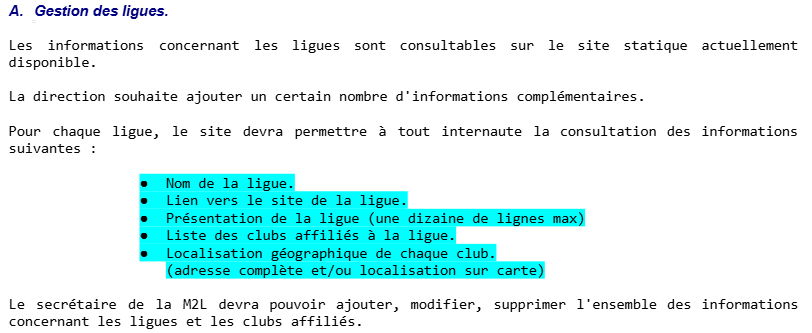 A. Gestion des ligues.
Les informations concernant les ligues sont consultables sur le site statique actuellement
disponible.
La direction souhaite ajouter un certain nombre d'informations complémentaires.
Pour chaque ligue, le site devra permettre à tout internaute la consultation des informations
suivantes :
● Nom de la ligue.
● Lien vers le site de la ligue.
● Présentation de la ligue (une dizaine de lignes max)
● Liste des clubs affiliés à la ligue.
● Localisation géographique de chaque club.
(adresse complète et/ou localisation sur carte)
Le secrétaire de la M2L devra pouvoir ajouter, modifier, supprimer l'ensemble des informations
concernant les ligues et les clubs affiliés.